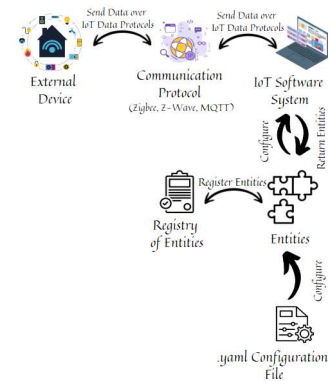 Send Data over
IoT Data Protocols
Send Data over
IoT Data Protocols
External
Device
Communication
Protocol
(Zigbee, Z-Wave, MQTT)
IoT Software
System
Configure
Return Entities
Register Entities
Registry
of Entities
Entities
Configure
.yaml Configuration
File